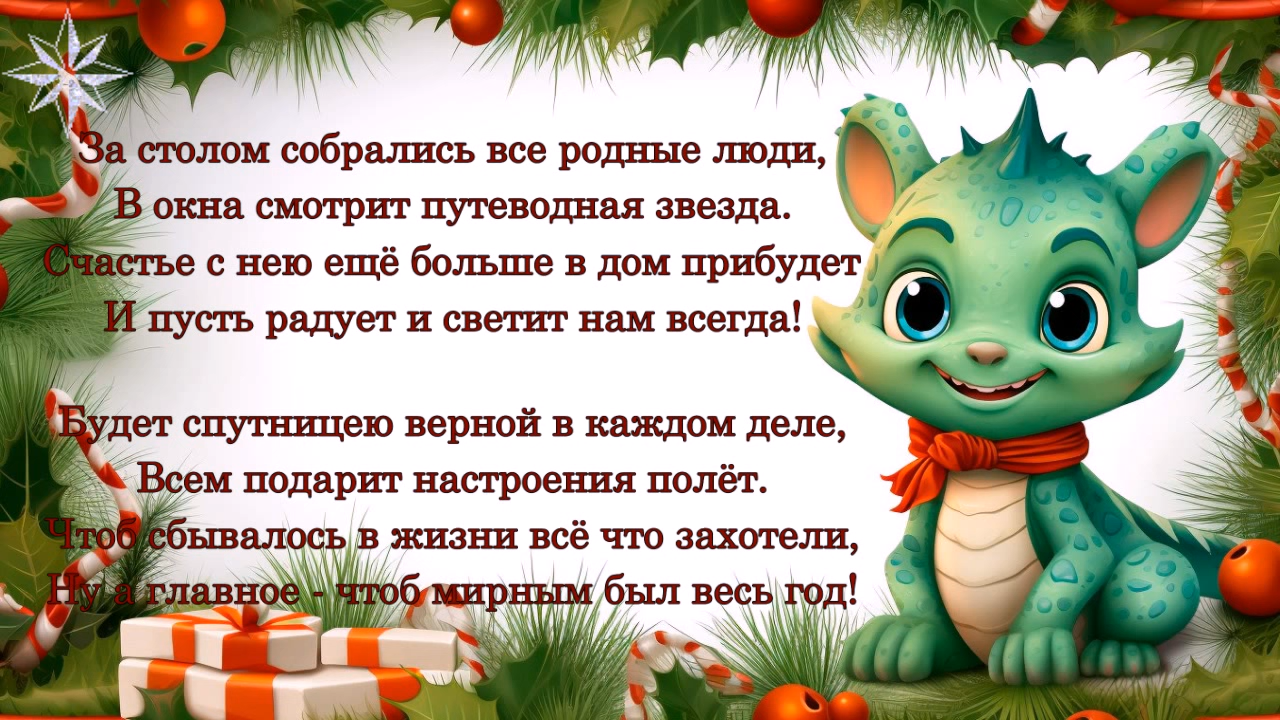 За столом собрались все родные люди,
В окна смотрит путеводная звезда.
Счастье с нею ещё больше в дом прибудет
И пусть радует и светит нам всегда!
Будет спутницею верной в каждом деле,
Всем подарит настроения полёт.
Чтоб сбывалось в жизни всё что захотели,
Ну а главное - чтоб мирным был весь год!